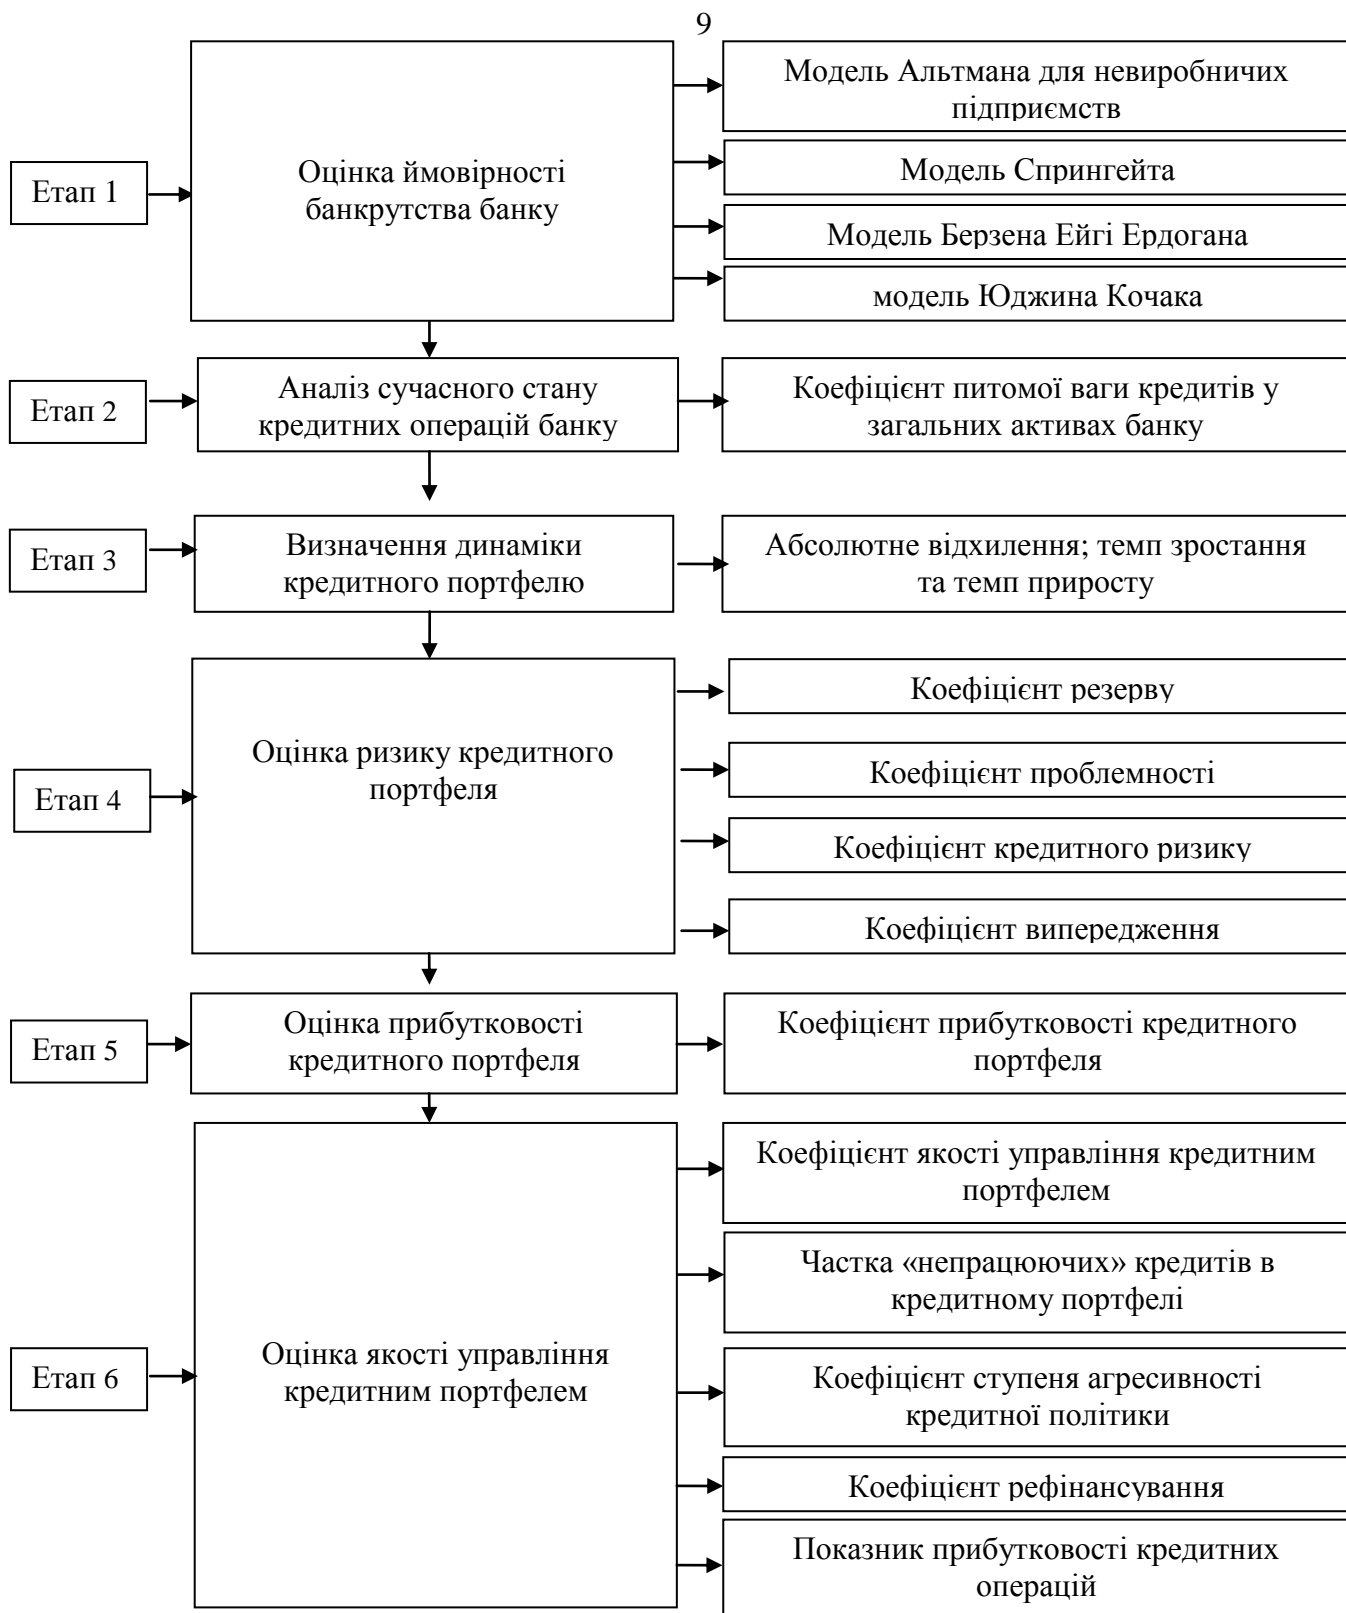 9
Етап 1
Оцінка ймовірності
банкрутства банку
Модель Альтмана для невиробничих
підприємств
Модель Спрингейта
Модель Берзена Ейгі Ердогана
модель Юджина Кочака
Етап 2
Аналіз сучасного стану
кредитних операцій банку
Коефіцієнт питомої ваги кредитів у
загальних активах банку
Етап 3
Визначення динаміки
кредитного портфелю
Абсолютне відхилення; темп зростання
та темп приросту
Етап 4
Оцінка ризику кредитного
портфеля
Коефіцієнт резерву
Коефіцієнт проблемності
Коефіцієнт кредитного ризику
Коефіцієнт випередження
Етап 5
Оцінка прибутковості
кредитного портфеля
Коефіцієнт прибутковості кредитного
портфеля
Етап 6
Оцінка якості управління
кредитним портфелем
Коефіцієнт якості управління кредитним
портфелем
Частка «непрацюючих» кредитів в
кредитному портфелі
Коефіцієнт ступеня агресивності
кредитної політики
Коефіцієнт рефінансування
Показник прибутковості кредитних
операцій